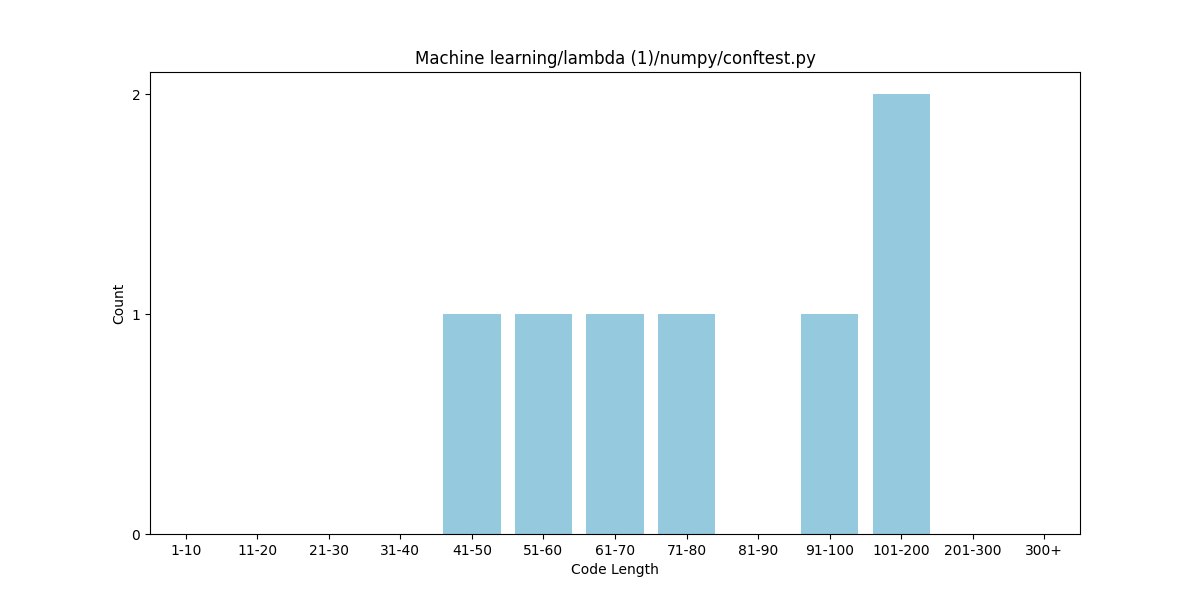 Machine learning/lambda (1)/numpy/conftest.py
Count
2
1
0
1-10 11-20 21-30 31-40 41-50 51-60 61-70 71-80 81-90 91-100 101-200 201-300 300+
Code Length